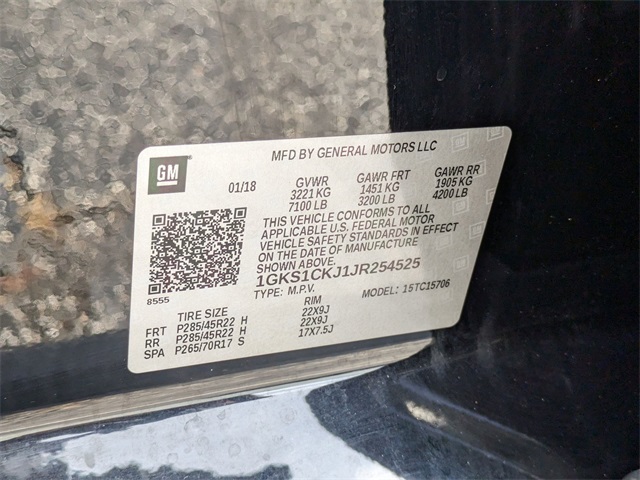 MFD BY GENERAL MOTORS LLC
GM
01/18 GVWR GAWR FRT GAWR RR
3221 KG 1451 KG 1905 KG
7100 LB 3200 LB 4200 LB
THIS VEHICLE CONFORMS TO ALL
APPLICABLE U.S. FEDERAL MOTOR
VEHICLE SAFETY STANDARDS IN EFFECT
ON THE DATE OF MANUFACTURE
SHOWN ABOVE.
1GKS1CKJ1JR254525
8555
TYPE: M.P.V. MODEL: 15TC15706
TIRE SIZE RIM
FRT P285/45R22 H 22X9J
RR P285/45R22 H 22X9J
SPA P265/70R17 S 17X7.5J